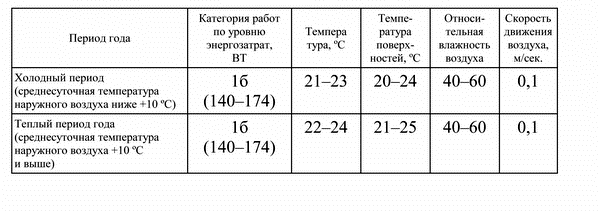 Период года
Категория работ
по уровню
энергозатрат,
ВТ
Темпера
тура, ºС
Темпе-
ратура
поверх-
ностей, ºС
Относи-
тельная
влажность
воздуха
Скорость
движения
воздуха,
м/сек.
Холодный период
(среднесуточная температура
наружного воздуха ниже +10 ºС)
1б
(140–174)
21–23
20–24
40–60
0,1
Теплый период года
(среднесуточная температура
наружного воздуха +10 ºС
и выше)
1б
(140–174)
22–24
21–25
40–60
0,1